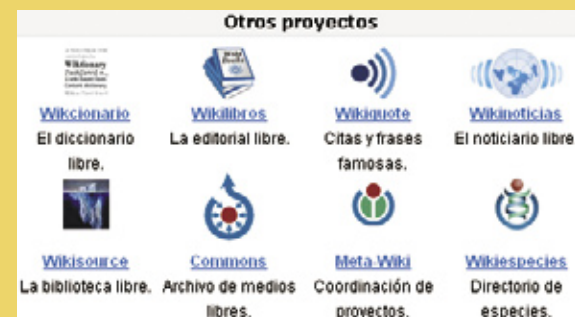 Otros proyectos
Wikcionario Wikilibros Wikiquote Wikinoticias
El diccionario La editorial libre. Citas y frases El noticiario libre
libre. famosas.
Wikisource Commons Meta-Wiki Wikiespecies
La biblioteca libre. Archivo de medios Coordinación de Directorio de
libres. proyectos. especies.